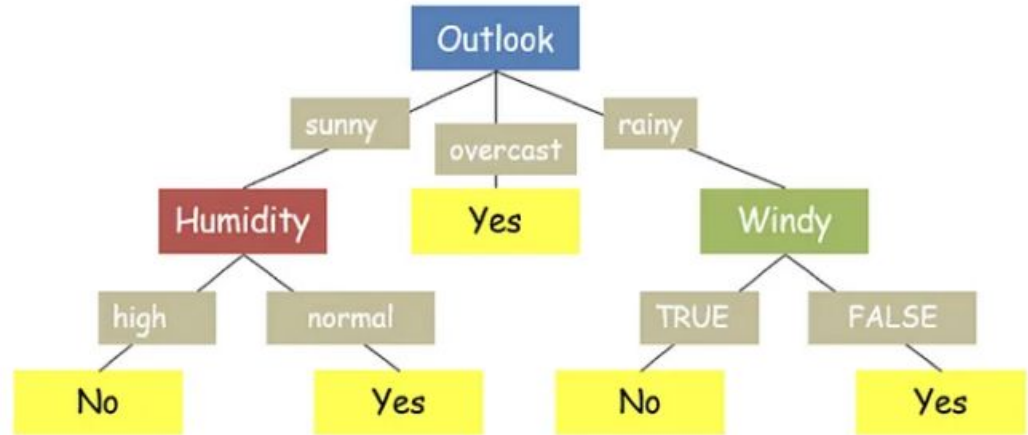 Outlook
sunny
overcast
rainy
Humidity
Yes
Windy
high
normal
TRUE
FALSE
No
Yes
No
Yes